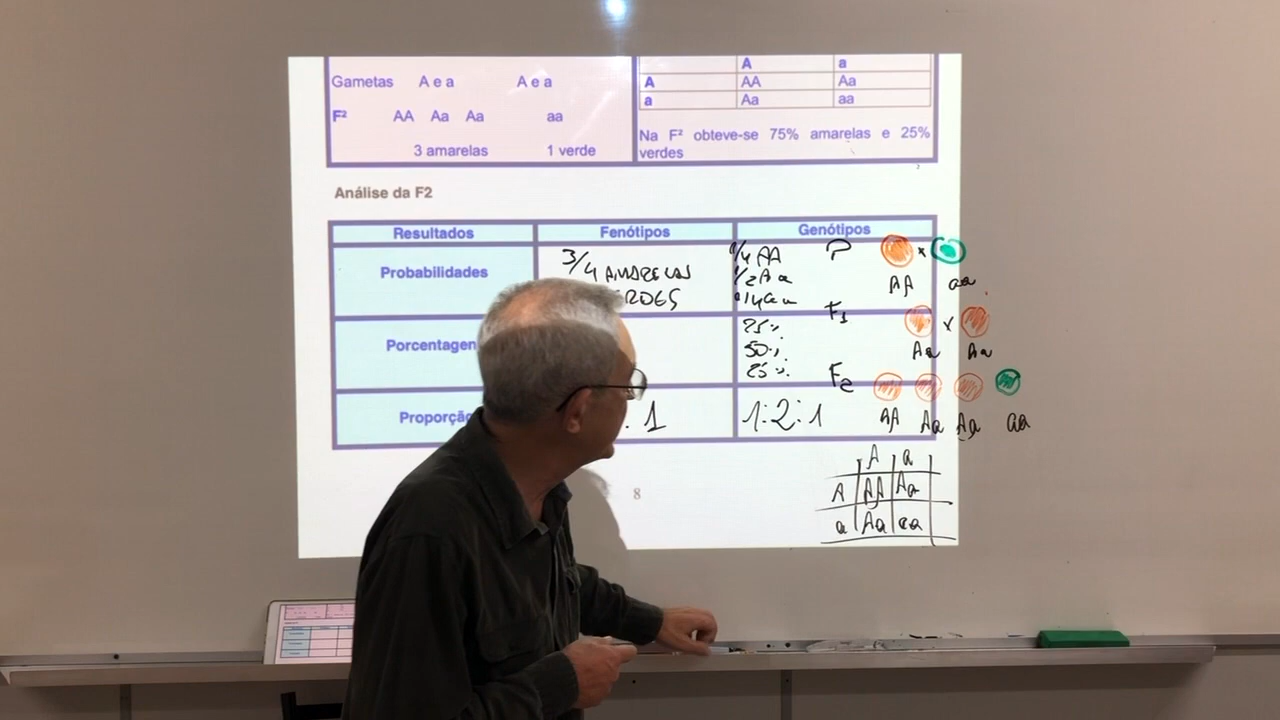 A a
Gametas A e a A e a
A AA Aa
a Aa aa
F² AA Aa Aa aa
3 amarelas 1 verde
Na F² obteve-se 75% amarelas e 25%
verdes
Análise da F2
Resultados Fenótipos Genótipos
Probabilidades
3/4 AMARELAS
1/4 AA
1/2 Aa
1/4 aa
Porcentagen
25%
50%
25%
. 1
1:2:1
P
x
AA aa
F1
x
Aa Aa
F2
AA Aa Aa aa
A a
A AA Aa
a Aa aa
8